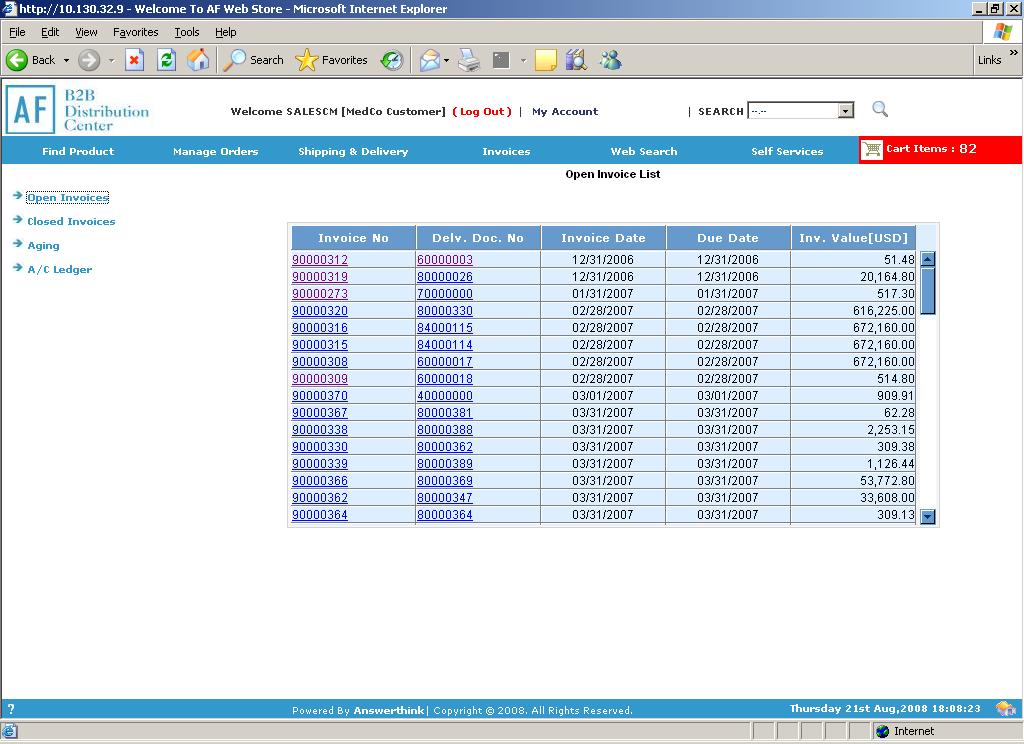 http://10.130.32.9 - Welcome To AF Web Store - Microsoft Internet Explorer
File Edit View Favorites Tools Help
Back Search Favorites Links »
AF B2B Distribution Center
Welcome SALESCM [MedCo Customer] ( Log Out ) | My Account | SEARCH --.--
Find Product Manage Orders Shipping & Delivery Invoices Web Search Self Services Cart Items : 82
Open Invoice List
Open Invoices
Closed Invoices
Aging
A/C Ledger
Invoice No Delv. Doc. No Invoice Date Due Date Inv. Value[USD]
90000312 60000003 12/31/2006 12/31/2006 51.48
90000319 80000026 12/31/2006 12/31/2006 20,164.80
90000273 70000000 01/31/2007 01/31/2007 517.30
90000320 80000330 02/28/2007 02/28/2007 616,225.00
90000316 84000115 02/28/2007 02/28/2007 672,160.00
90000315 84000114 02/28/2007 02/28/2007 672,160.00
90000308 60000017 02/28/2007 02/28/2007 672,160.00
90000309 60000018 02/28/2007 02/28/2007 514.80
90000370 40000000 03/01/2007 03/01/2007 909.91
90000367 80000381 03/31/2007 03/31/2007 62.28
90000338 80000388 03/31/2007 03/31/2007 2,253.15
90000330 80000362 03/31/2007 03/31/2007 309.38
90000339 80000389 03/31/2007 03/31/2007 1,126.44
90000366 80000369 03/31/2007 03/31/2007 53,772.80
90000362 80000347 03/31/2007 03/31/2007 33,608.00
90000364 80000364 03/31/2007 03/31/2007 309.13
? Powered By Answerthink | Copyright © 2008. All Rights Reserved. Thursday 21st Aug,2008 18:08:23
Internet